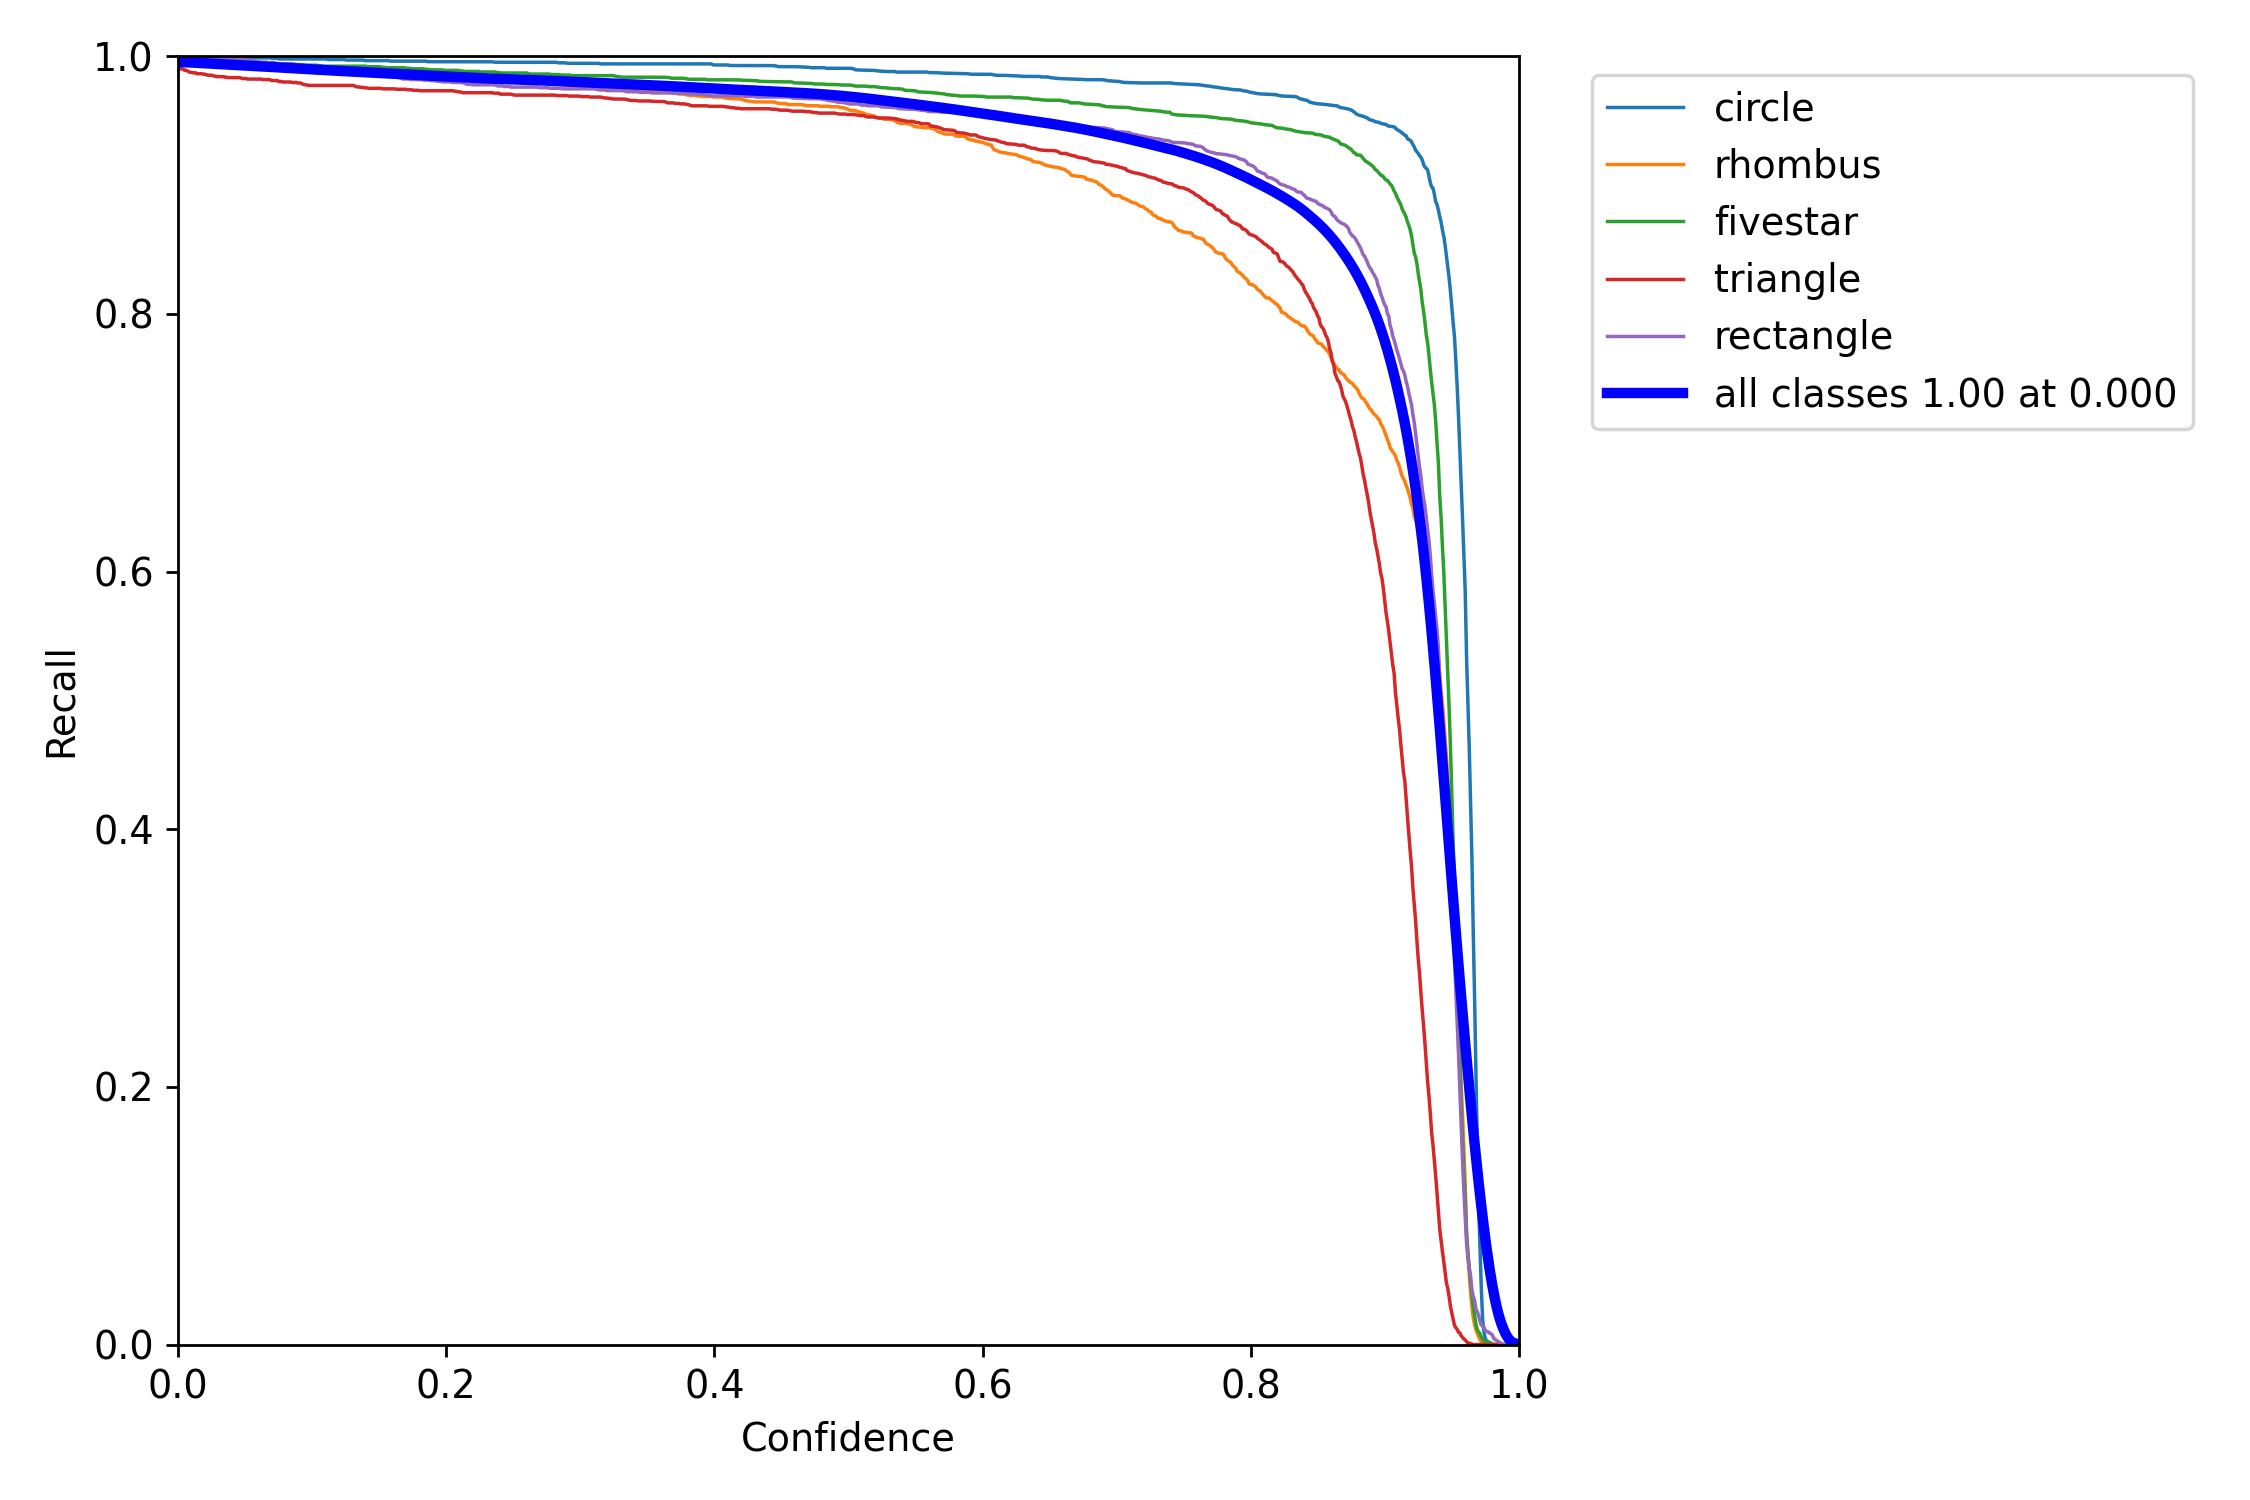 1.0
0.8
0.6
0.4
0.2
0.0
0.0 0.2 0.4 0.6 0.8 1.0
Recall
Confidence
circle
rhombus
fivestar
triangle
rectangle
all classes 1.00 at 0.000